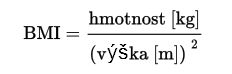 BMI = hmotnost [kg] / (výška [m])²